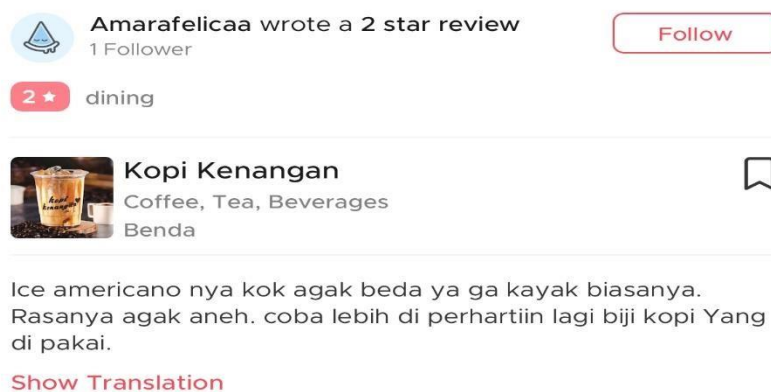 Amarafelicaa wrote a 2 star review
1 Follower
Follow
2 ★ dining
Kopi Kenangan
Coffee, Tea, Beverages
Benda
kopi
kenangan
Ice americano nya kok agak beda ya ga kayak biasanya.
Rasanya agak aneh. coba lebih di perhartiin lagi biji kopi Yang
di pakai.
Show Translation